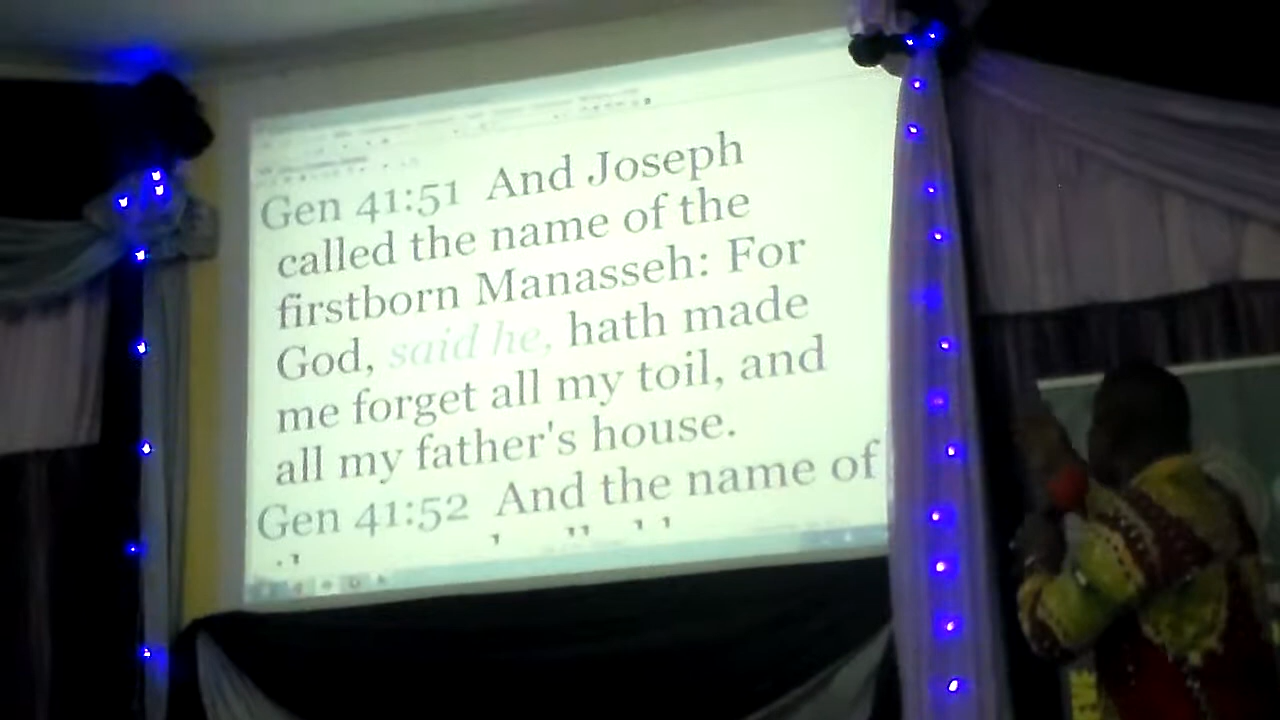 Gen 41:51 And Joseph
called the name of the
firstborn Manasseh: For
God, said he, hath made
me forget all my toil, and
all my father's house.
Gen 41:52 And the name of